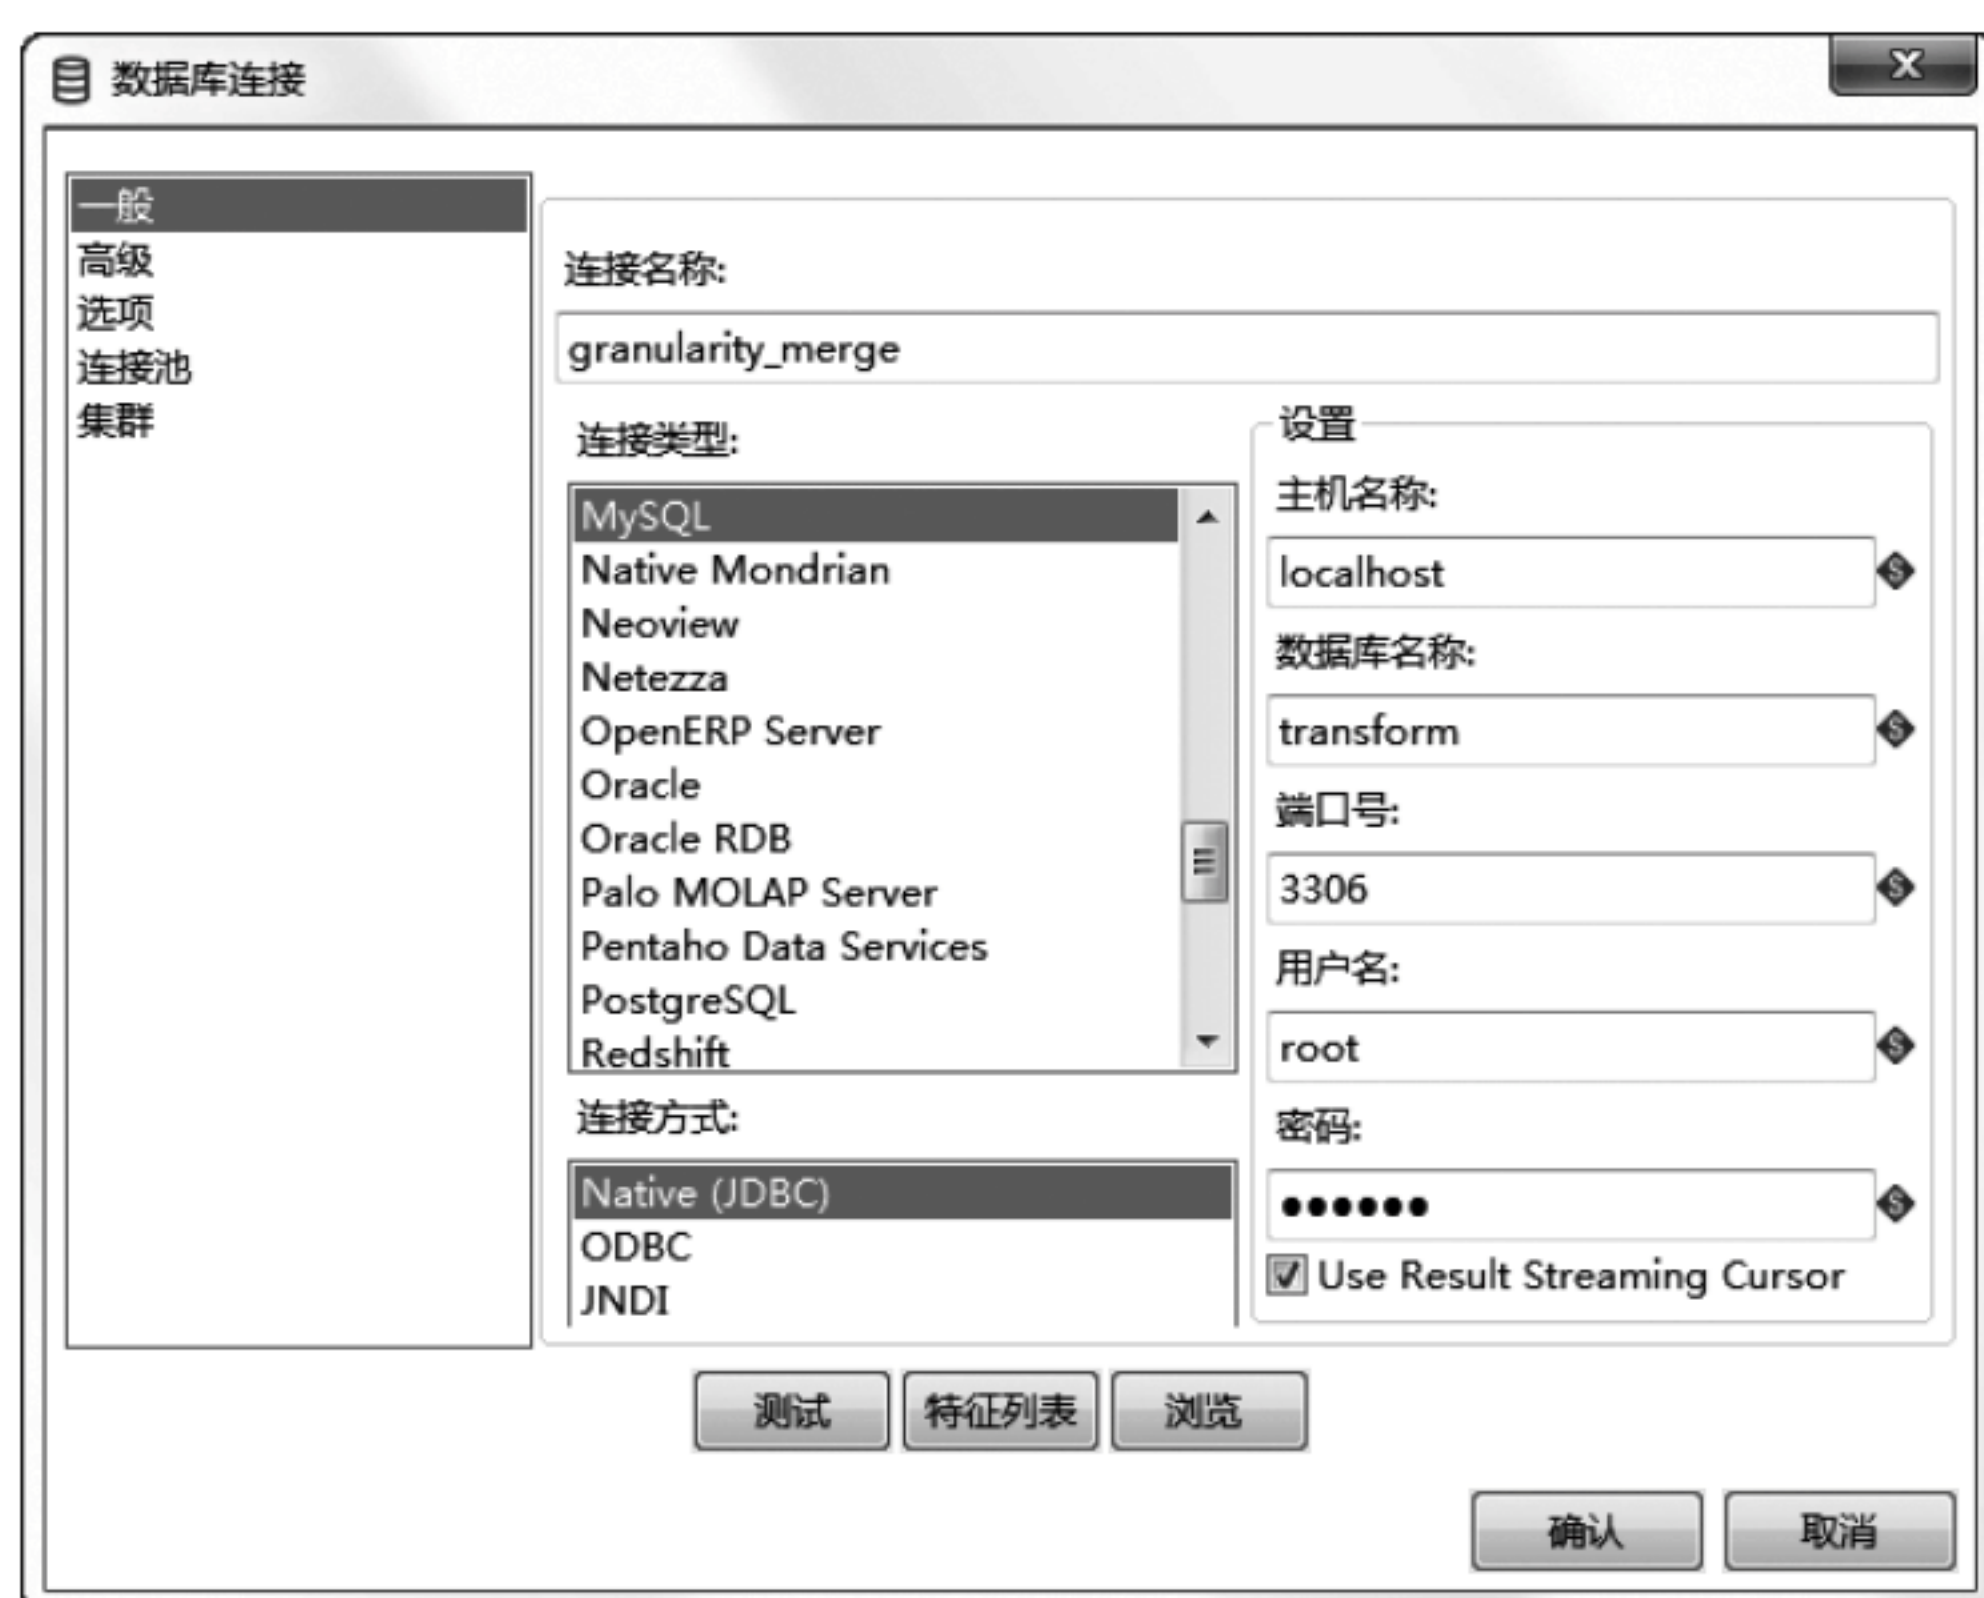 数据库连接
一般
高级
选项
连接池
集群
连接名称:
granularity_merge
连接类型:
MySQL
Native Mondrian
Neoview
Netezza
OpenERP Server
Oracle
Oracle RDB
Palo MOLAP Server
Pentaho Data Services
PostgreSQL
Redshift
连接方式:
Native (JDBC)
ODBC
JNDI
设置
主机名称:
localhost
数据库名称:
transform
端口号:
3306
用户名:
root
密码:
●●●●●●
Use Result Streaming Cursor
测试
特征列表
浏览
确认
取消